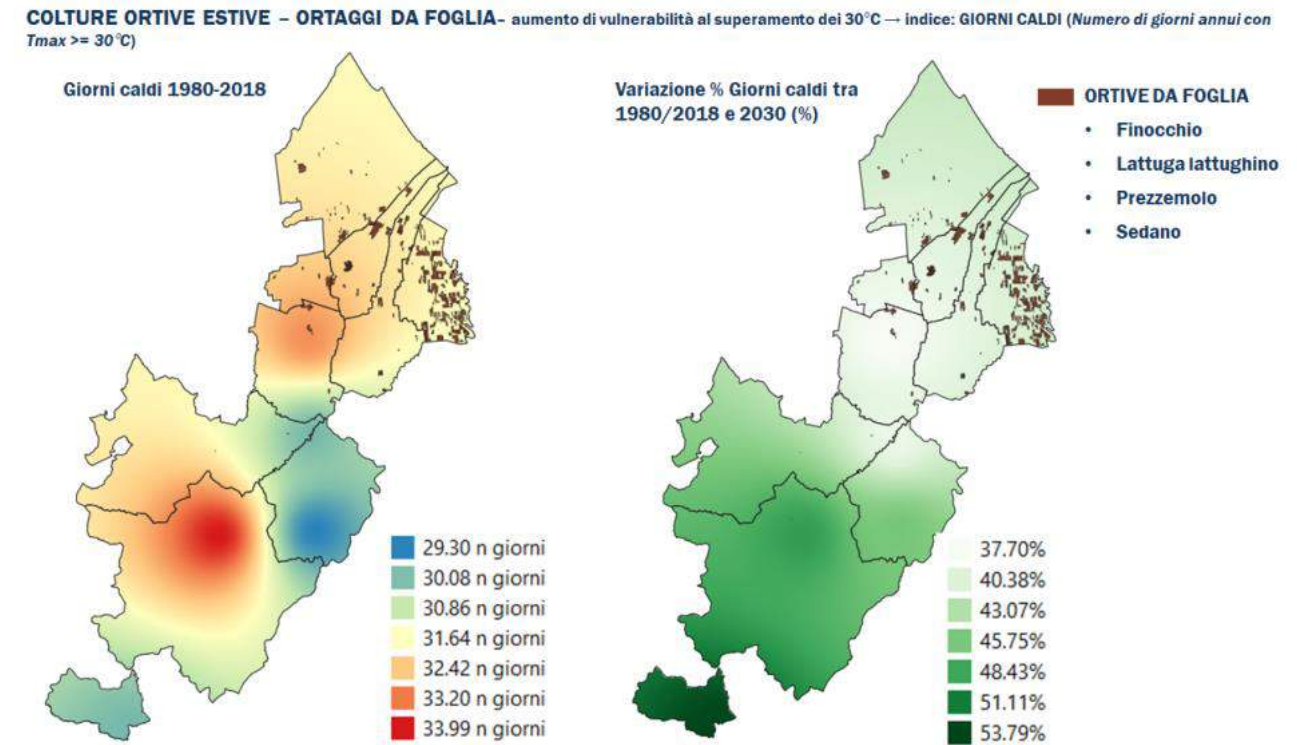 COLTURE ORTIVE ESTIVE – ORTAGGI DA FOGLIA– aumento di vulnerabilità al superamento dei 30°C → indice: GIORNI CALDI (Numero di giorni annui con
Tmax >= 30°C)
Giorni caldi 1980-2018
29.30 n giorni
30.08 n giorni
30.86 n giorni
31.64 n giorni
32.42 n giorni
33.20 n giorni
33.99 n giorni
Variazione % Giorni caldi tra
1980/2018 e 2030 (%)
37.70%
40.38%
43.07%
45.75%
48.43%
51.11%
53.79%
ORTIVE DA FOGLIA
• Finocchio
• Lattuga lattughino
• Prezzemolo
• Sedano